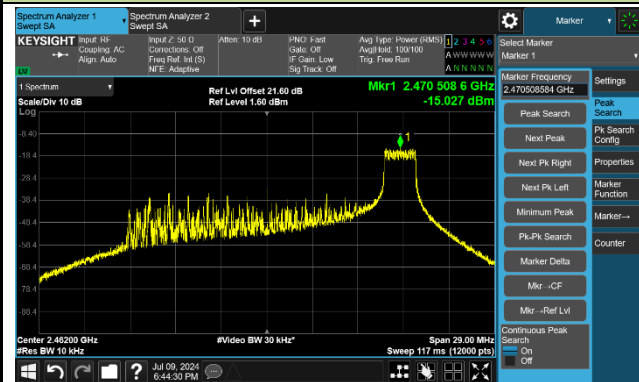 Spectrum Analyzer 1
Swept SA
Spectrum Analyzer 2
Swept SA
+
Marker
KEYSIGHT
Input: RF
Coupling: AC
Align: Auto
Input Z: 50 Ω
Corrections: Off
Freq Ref: Int (S)
NFE: Adaptive
Atten: 10 dB
PNO: Fast
Gate: Off
IF Gain: Low
Sig Track: Off
Avg Type: Power (RMS)
Avg|Hold: 100/100
Trig: Free Run
1 2 3 4 5 6
A W W W W W
A N N N N N
LVI
Select Marker
Marker 1
1 Spectrum
Scale/Div 10 dB
Log
Ref Lvl Offset 21.60 dB
Ref Level 1.60 dBm
Mkr1 2.470 508 6 GHz
-15.027 dBm
1
-8.40
-18.4
-28.4
-38.4
-48.4
-58.4
-68.4
-78.4
-88.4
Center 2.46200 GHz
#Res BW 10 kHz
#Video BW 30 kHz*
Span 29.00 MHz
Sweep 117 ms (12000 pts)
Marker Frequency
2.470508584 GHz
Peak Search
Next Peak
Next Pk Right
Next Pk Left
Minimum Peak
Pk-Pk Search
Marker Delta
Mkr→CF
Mkr→Ref Lvl
Continuous Peak
Search
On
Off
Settings
Peak
Search
Pk Search
Config
Properties
Marker
Function
Marker→
Counter
?
Jul 09, 2024
6:44:30 PM